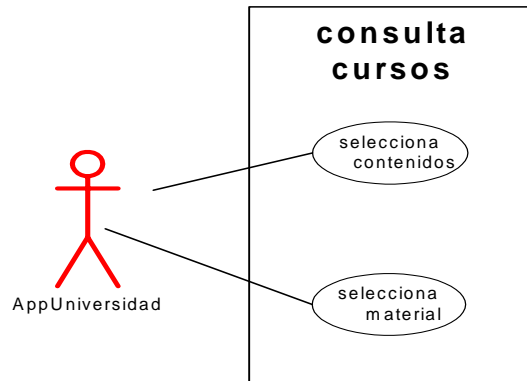 consulta
cursos
selecciona
contenidos
AppUniversidad
selecciona
material